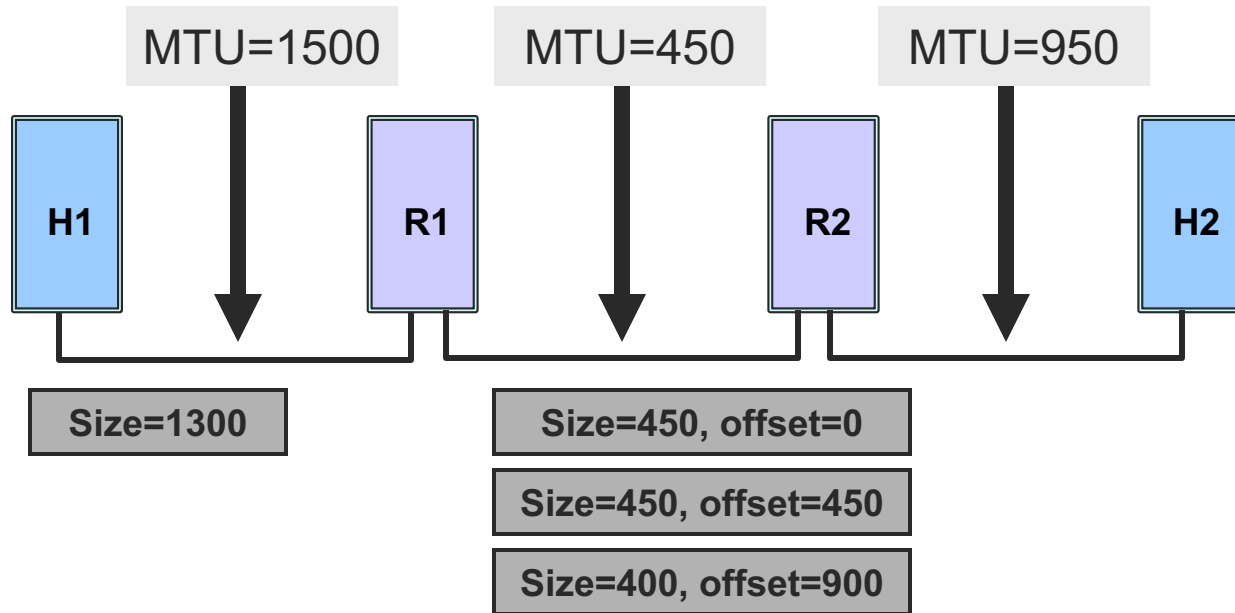 MTU=1500
MTU=450
MTU=950
H1
R1
R2
H2
Size=1300
Size=450, offset=0
Size=450, offset=450
Size=400, offset=900